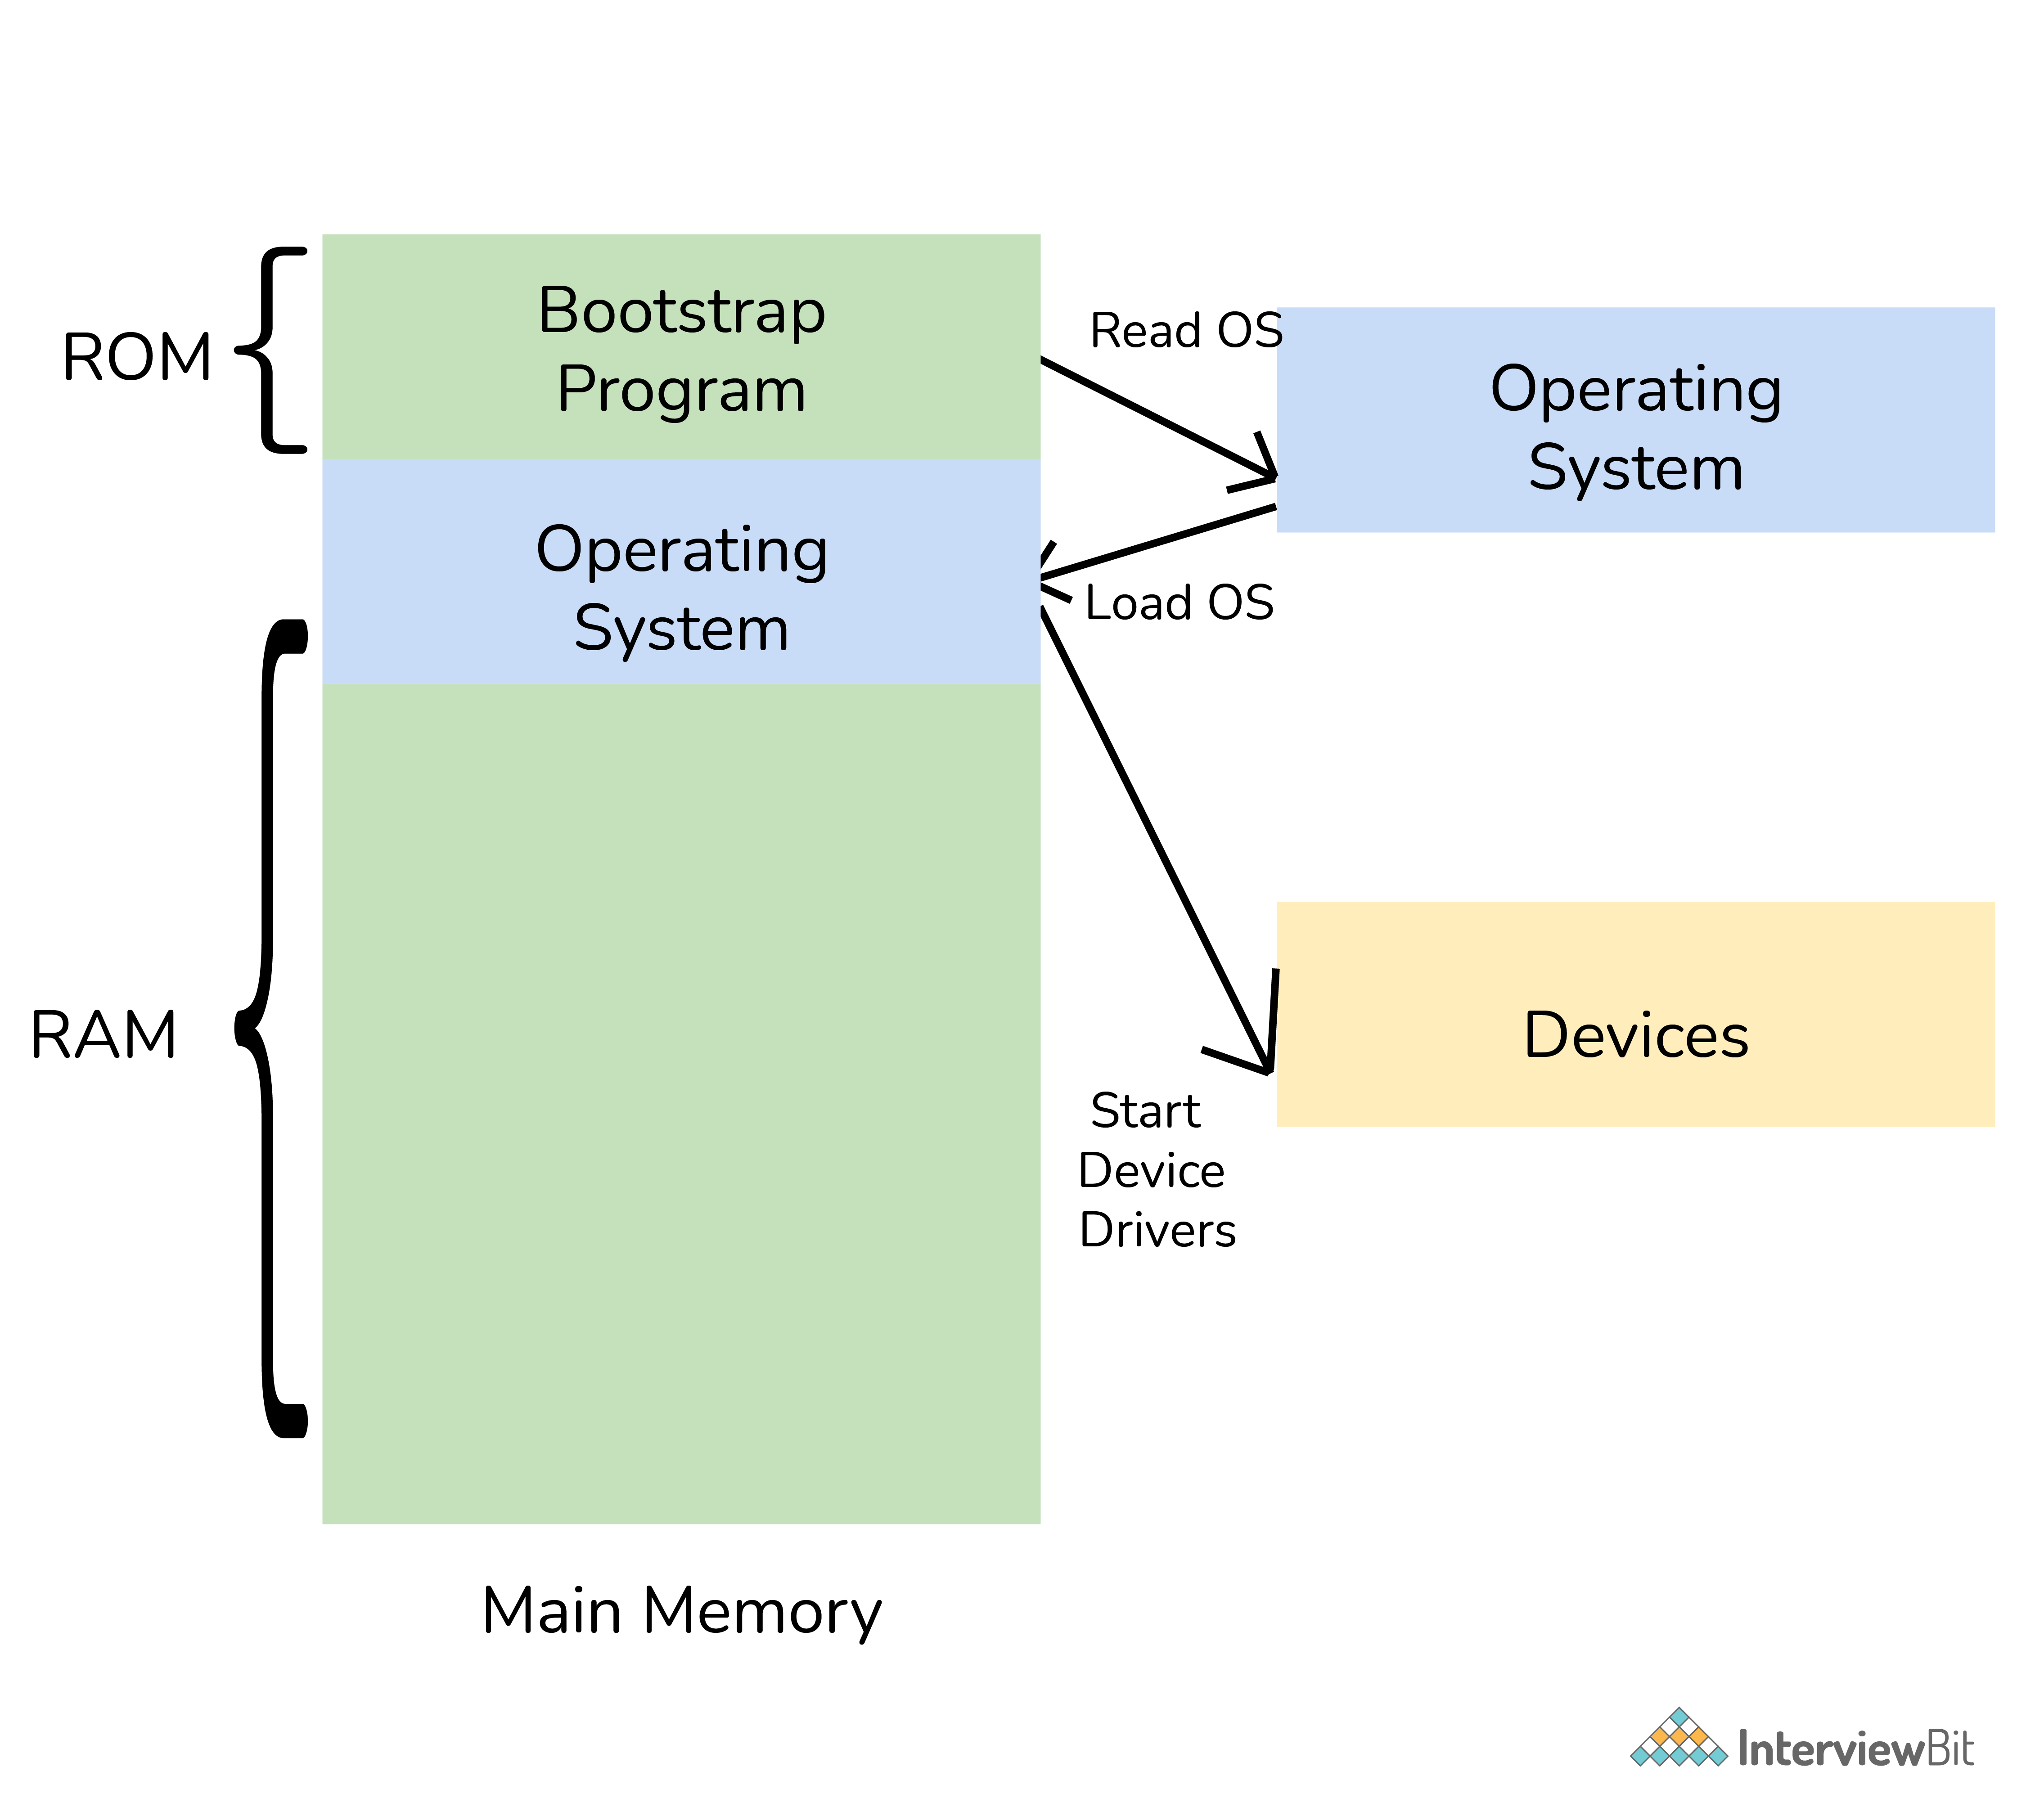 ROM
Bootstrap
Program
Read OS
Operating
System
Operating
System
Load OS
RAM
Devices
Start
Device
Drivers
Main Memory
InterviewBit